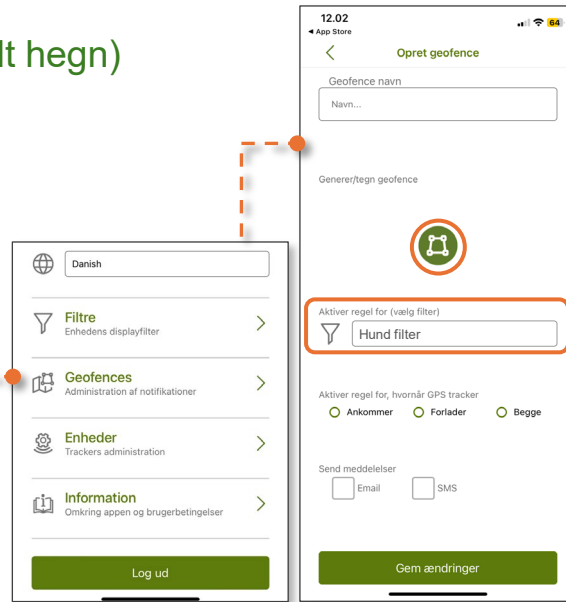 lt hegn)
Danish
Filtre
Enhedens displayfilter
Geofences
Administration af notifikationer
Enheder
Trackers administration
Information
Omkring appen og brugerbetingelser
Log ud
12.02
64
App Store
Opret geofence
Geofence navn
Navn...
Generer/tegn geofence
Aktiver regel for (vælg filter)
Hund filter
Aktiver regel for, hvornår GPS tracker
Ankommer Forlader Begge
Send meddelelser
Email SMS
Gem ændringer